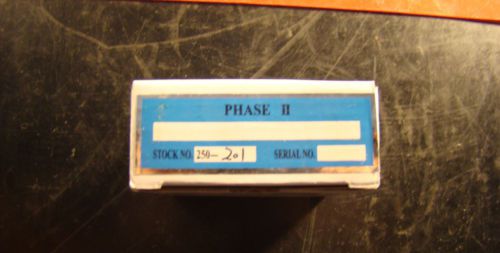 PHASE II
STOCK NO. 250-201 SERIAL NO.